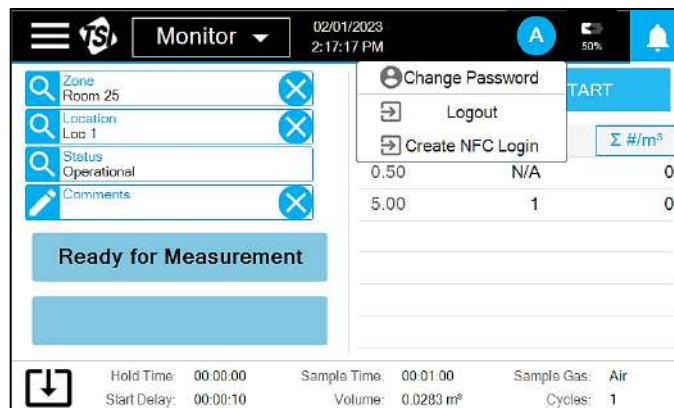 TSI Monitor 02/01/2023 A
2:17:17 PM 50%
Zone
Room 25
Location
Loc 1
Status
Operational
Comments
Ready for Measurement
Change Password
Logout
Create NFC Login
TART
Σ #/m³
0.50 N/A 0
5.00 1 0
Hold Time: 00:00:00 Sample Time: 00:01:00 Sample Gas: Air
Start Delay: 00:00:10 Volume: 0.0283 m³ Cycles: 1